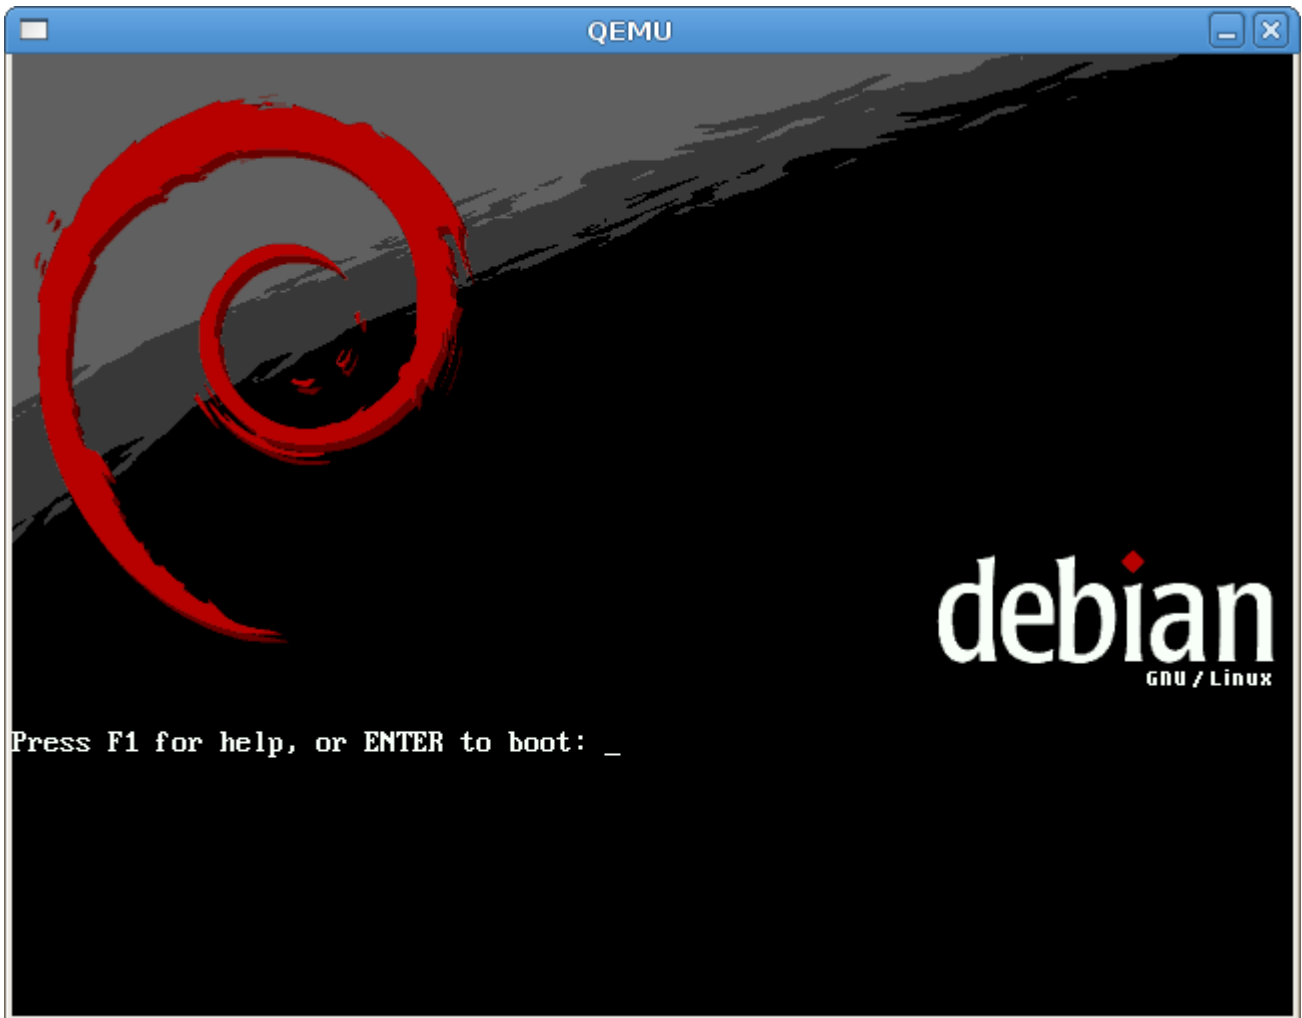 QEMU
debian
GNU / Linux
Press F1 for help, or ENTER to boot: _